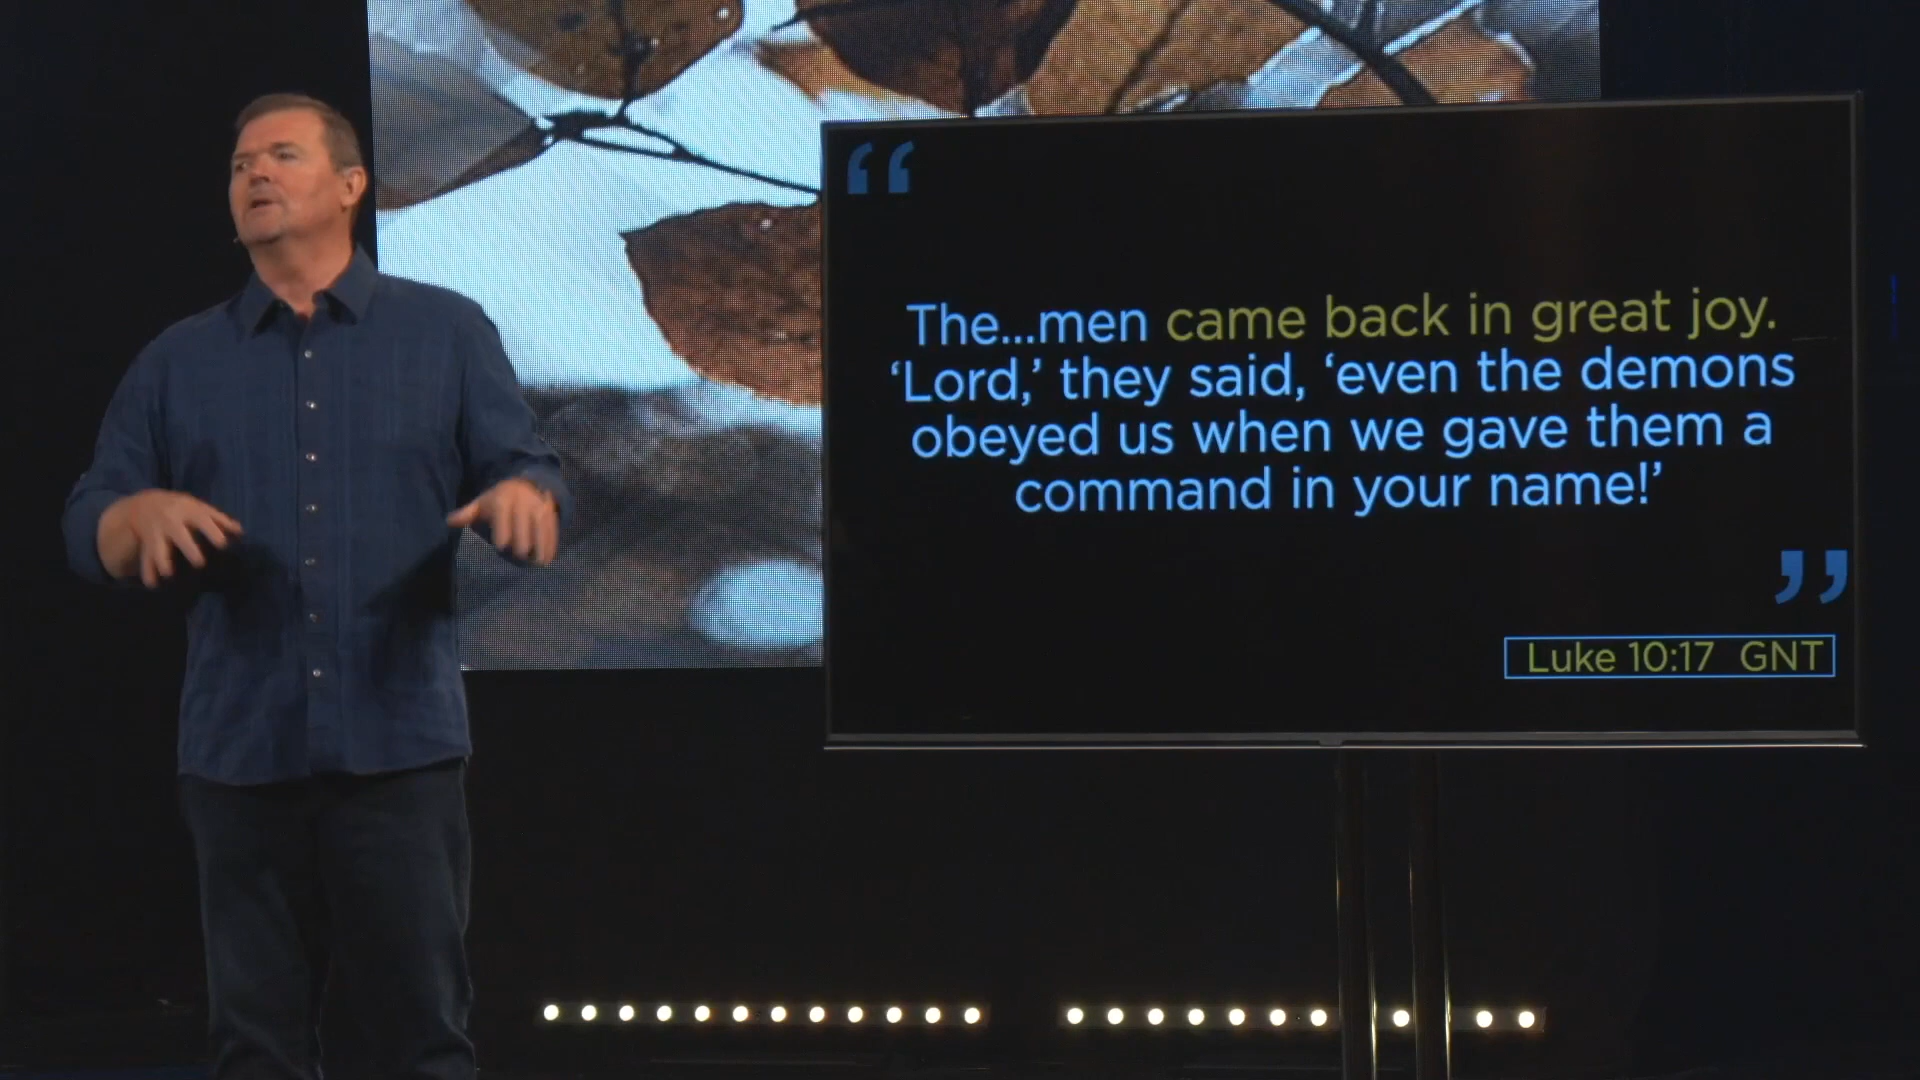 “
The...men came back in great joy.
‘Lord,’ they said, ‘even the demons
obeyed us when we gave them a
command in your name!’
”
Luke 10:17 GNT